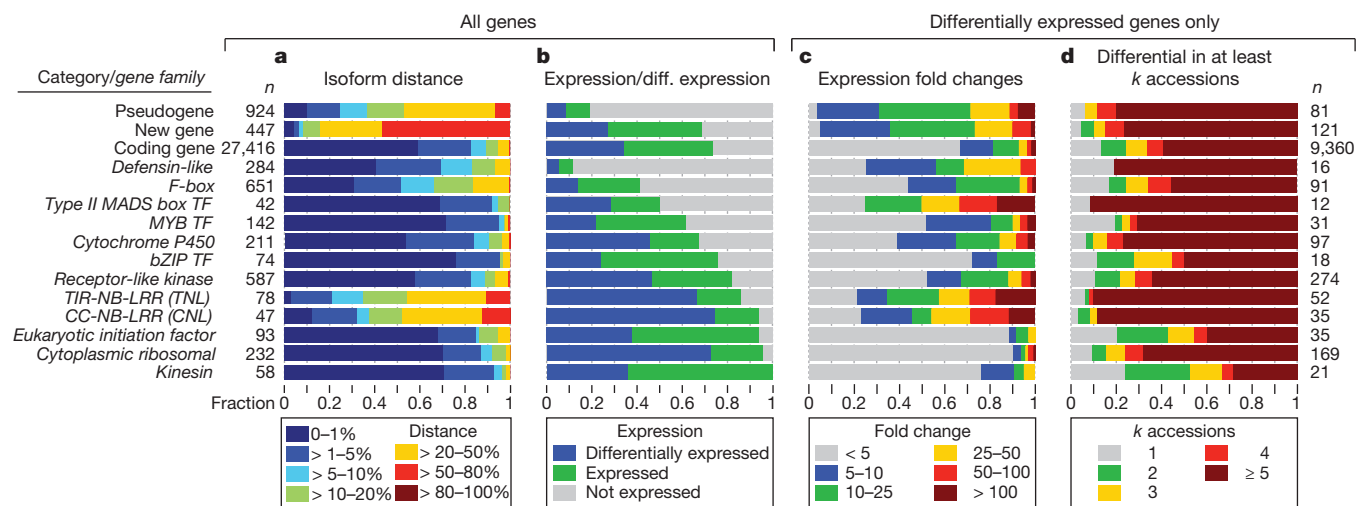 All genes
Differentially expressed genes only
a
b
c
d
Category/gene family
n
Isoform distance
Expression/diff. expression
Expression fold changes
Differential in at least
k accessions
n
Pseudogene 924 81
New gene 447 121
Coding gene 27,416 9,360
Defensin-like 284 16
F-box 651 91
Type II MADS box TF 42 12
MYB TF 142 31
Cytochrome P450 211 97
bZIP TF 74 18
Receptor-like kinase 587 274
TIR-NB-LRR (TNL) 78 52
CC-NB-LRR (CNL) 47 35
Eukaryotic initiation factor 93 35
Cytoplasmic ribosomal 232 169
Kinesin 58 21
Fraction 0 0.2 0.4 0.6 0.8 1 0 0.2 0.4 0.6 0.8 1 0 0.2 0.4 0.6 0.8 1 0 0.2 0.4 0.6 0.8 1
Distance
0–1%
> 1–5%
> 5–10%
> 10–20%
> 20–50%
> 50–80%
> 80–100%
Expression
Differentially expressed
Expressed
Not expressed
Fold change
< 5
5–10
10–25
25–50
50–100
> 100
k accessions
1
2
3
4
≥ 5